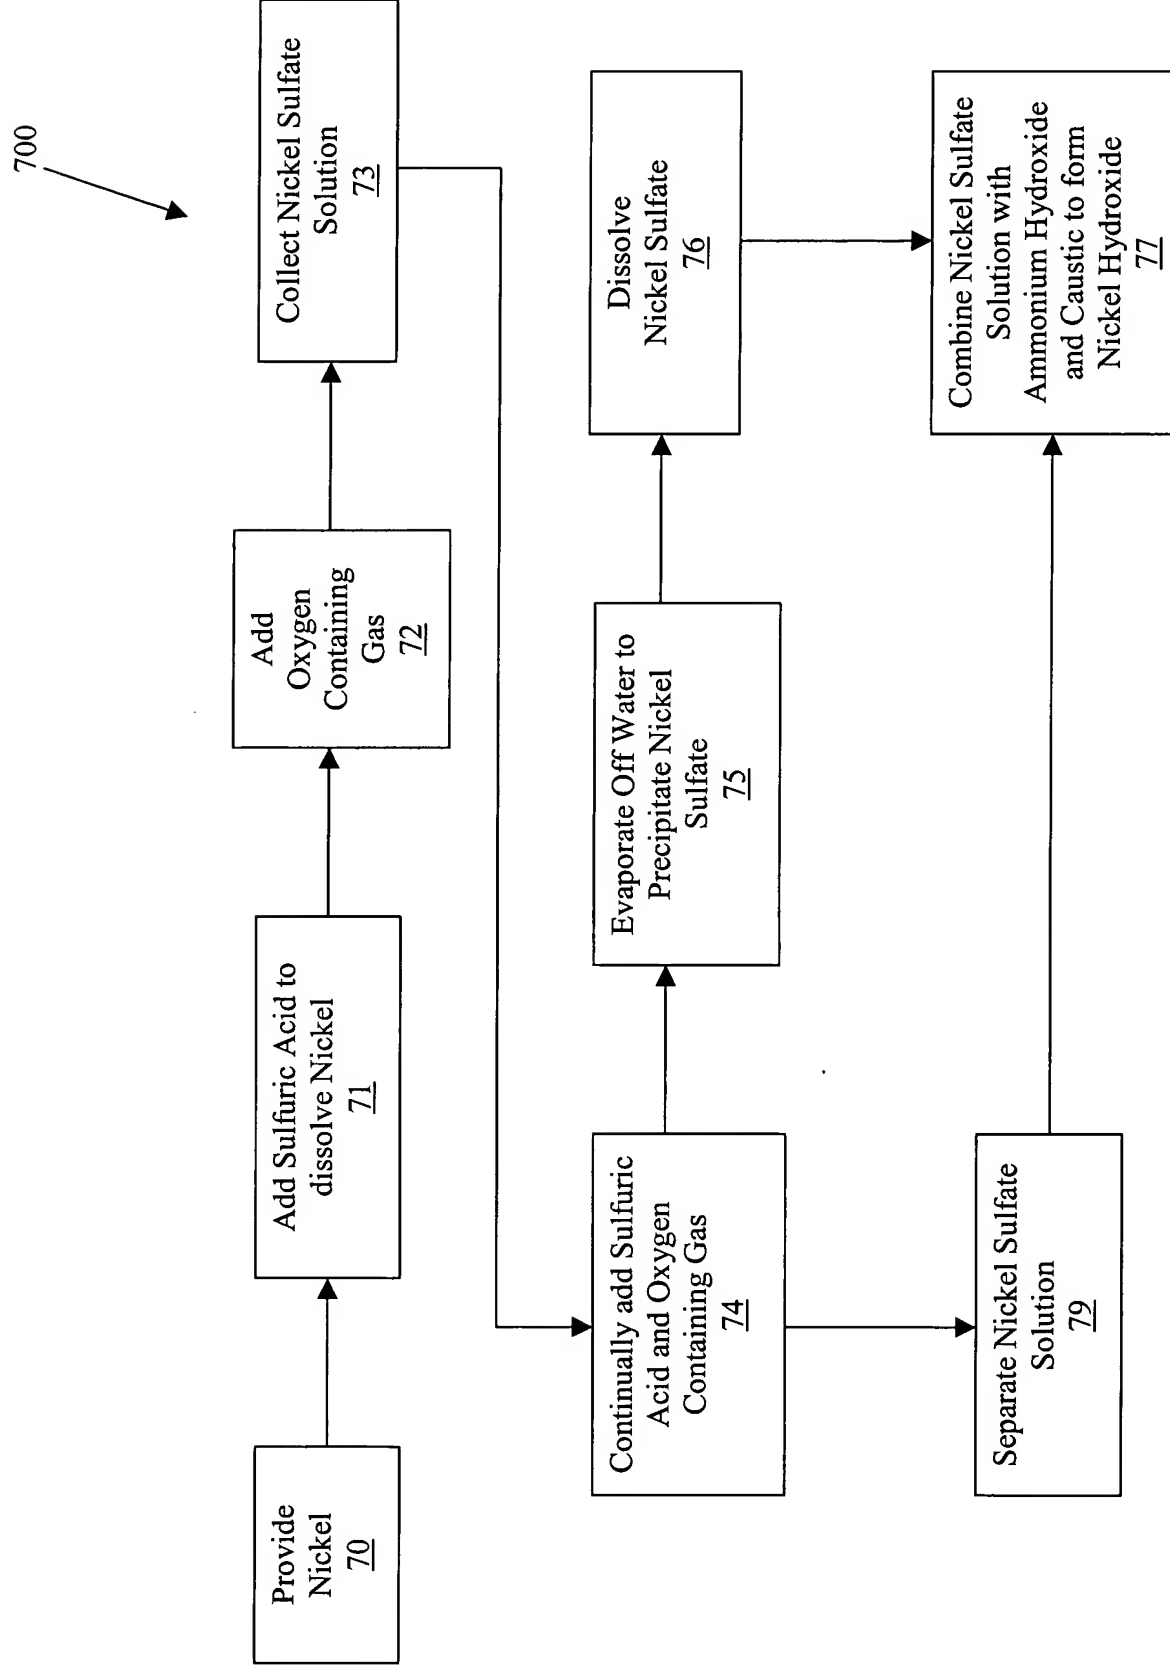 700
Provide
Nickel
70
Add Sulfuric Acid to
dissolve Nickel
71
Add
Oxygen
Containing
Gas
72
Collect Nickel Sulfate
Solution
73
Continually add Sulfuric
Acid and Oxygen
Containing Gas
74
Evaporate Off Water to
Precipitate Nickel
Sulfate
75
Dissolve
Nickel Sulfate
76
Separate Nickel Sulfate
Solution
79
Combine Nickel Sulfate
Solution with
Ammonium Hydroxide
and Caustic to form
Nickel Hydroxide
77